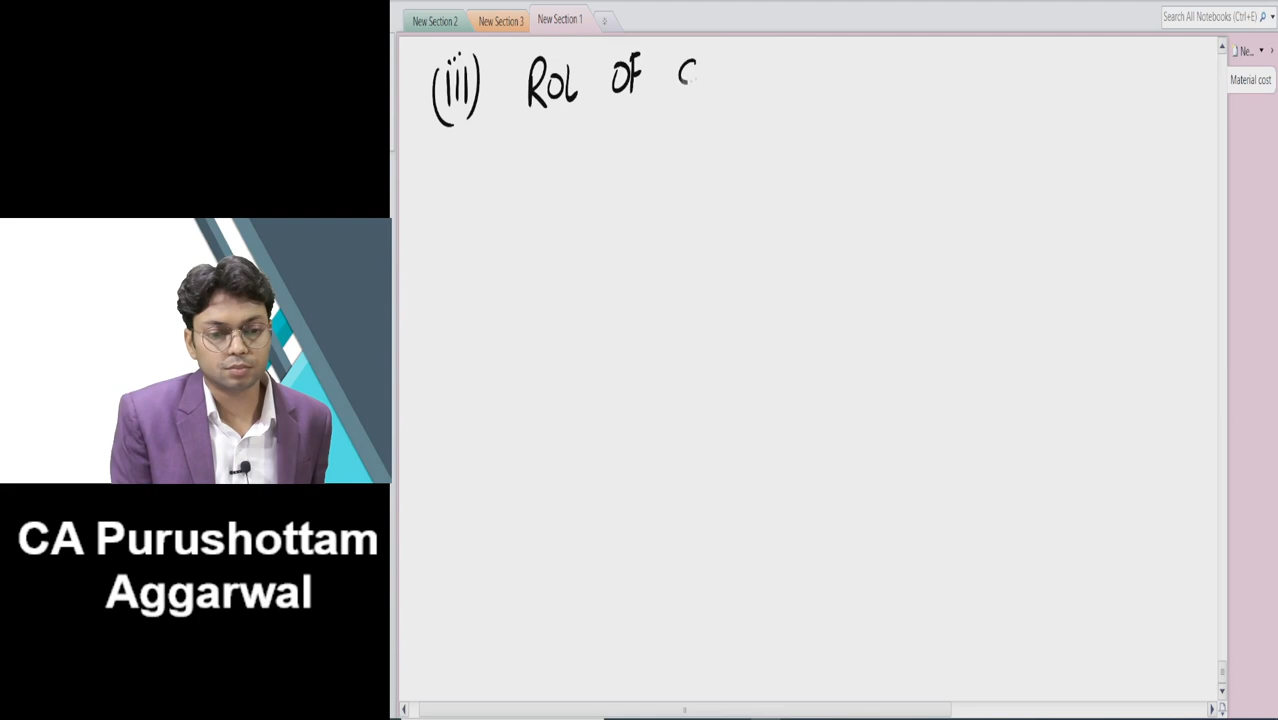 New Section 2
New Section 3
New Section 1
Search All Notebooks (Ctrl+E)
Ne...
Material cost
(iii) ROL OF C
CA Purushottam
Aggarwal